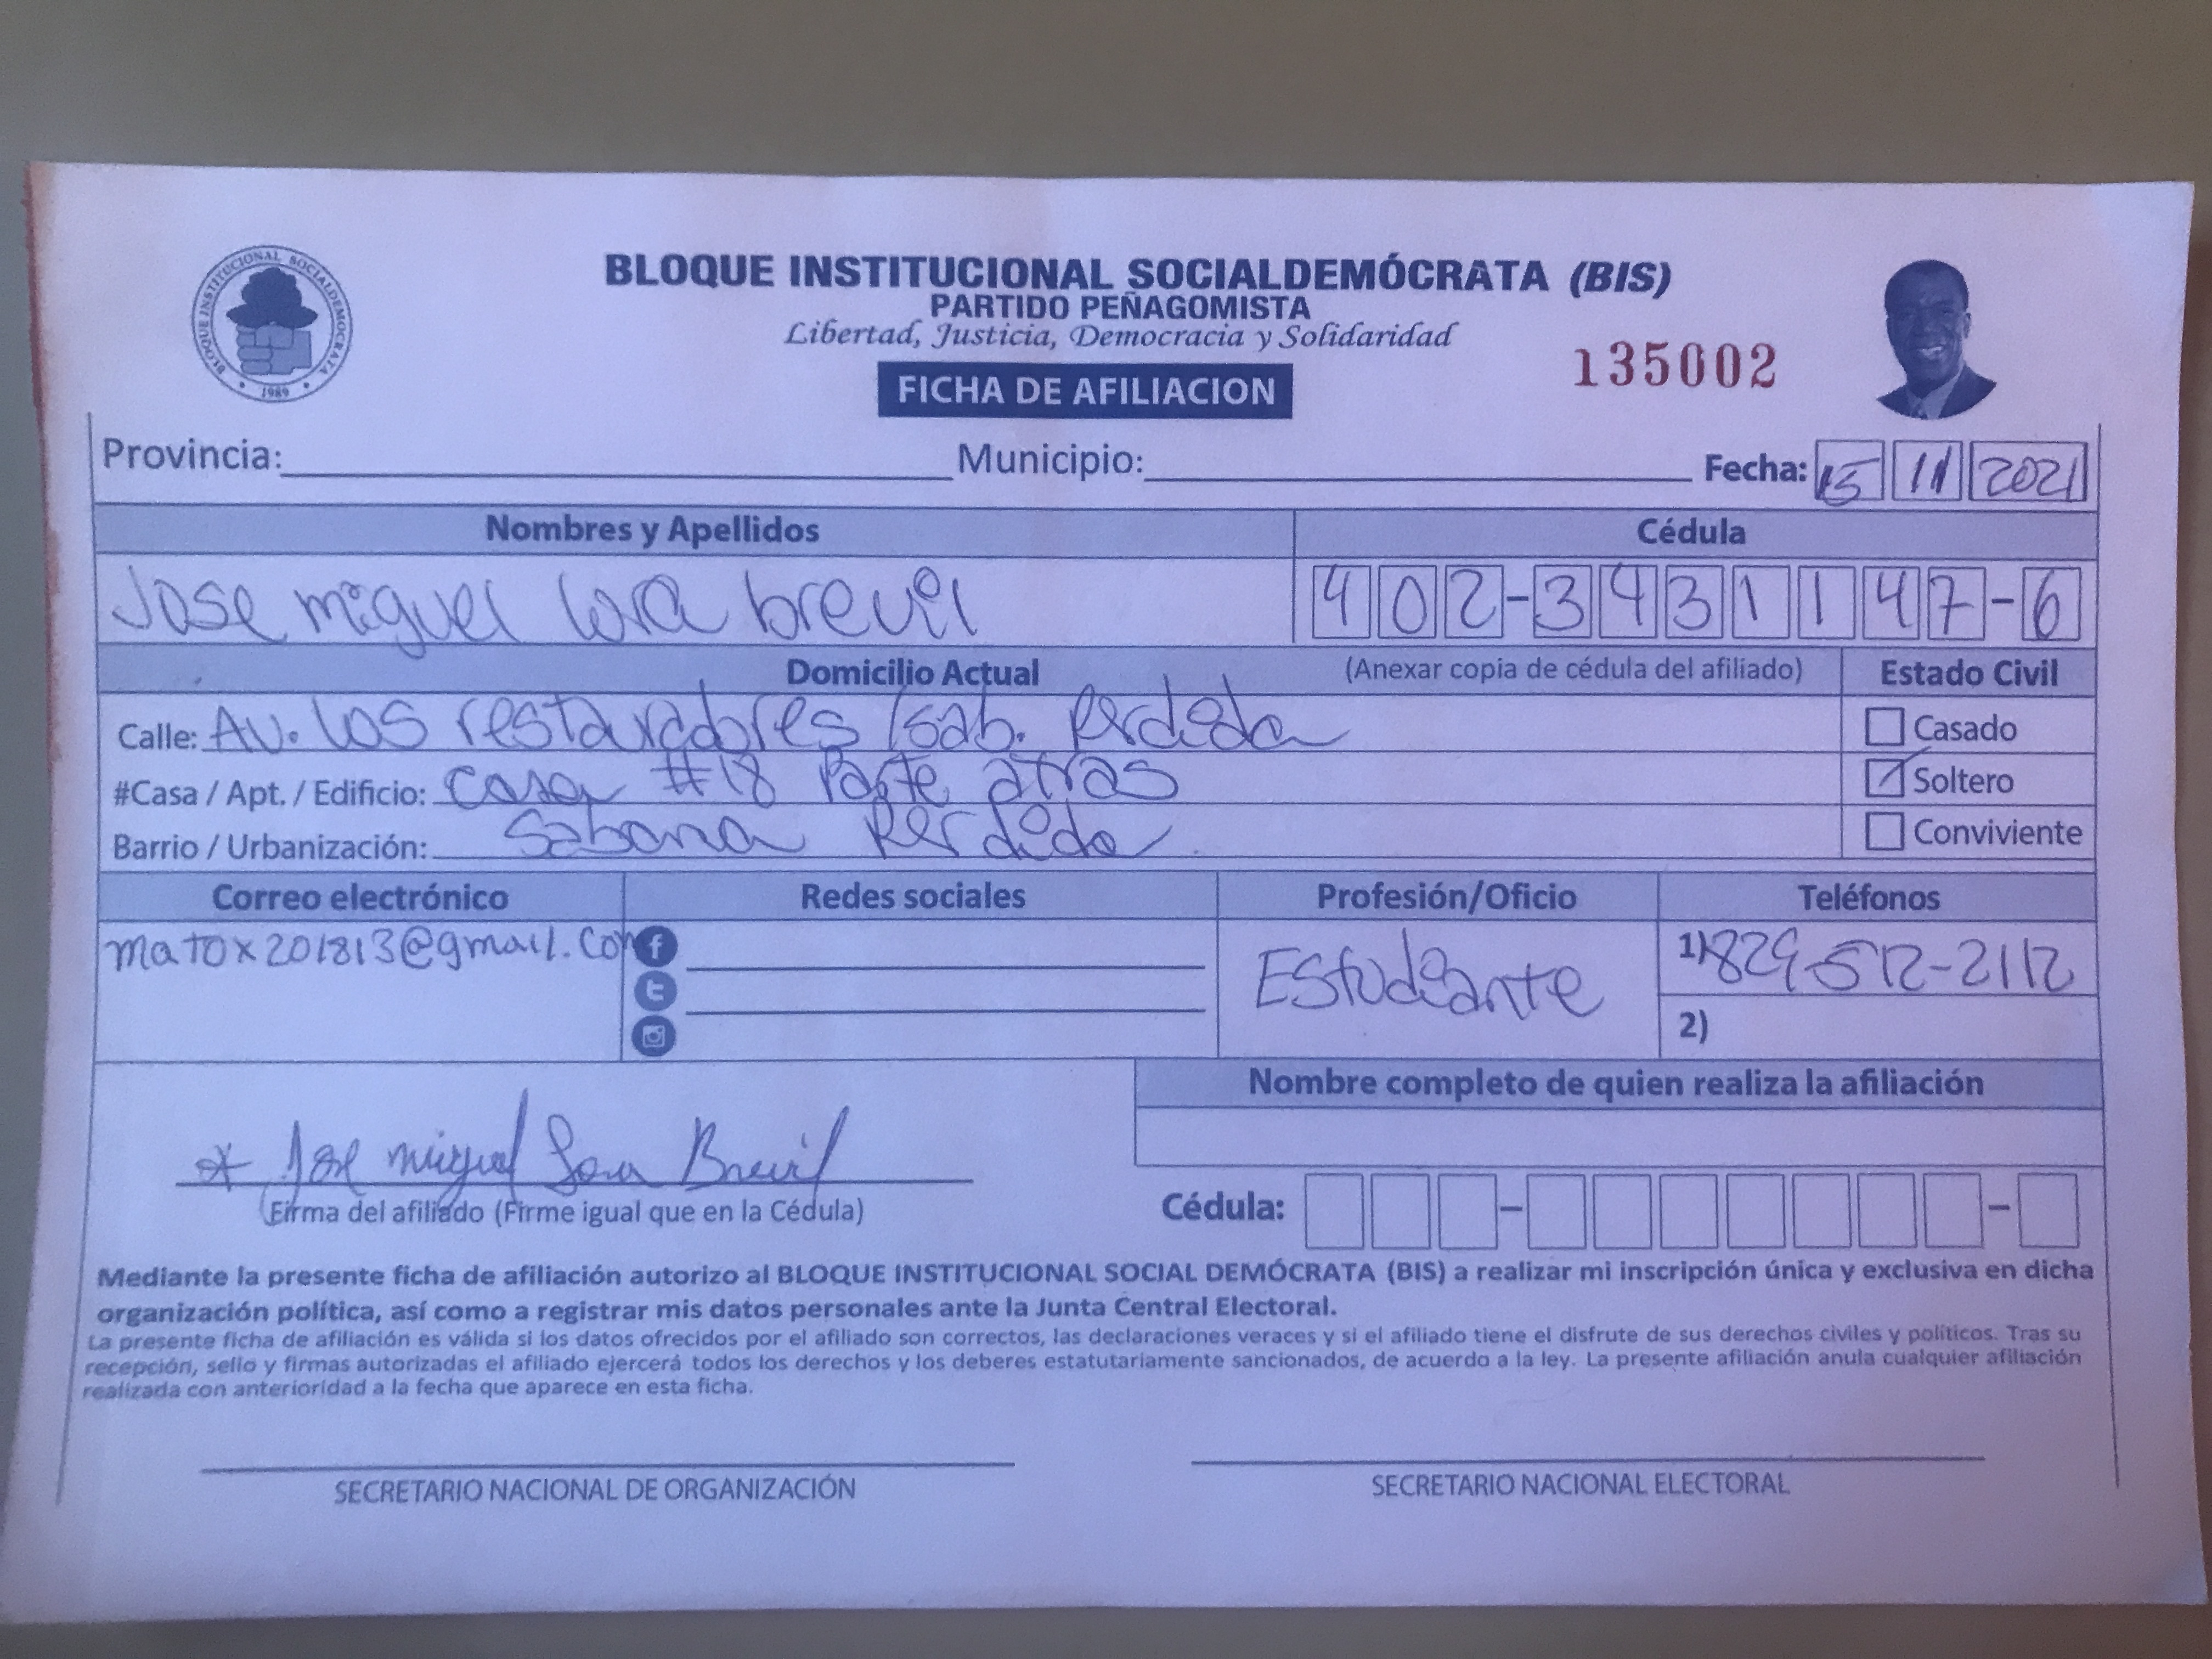 BLOQUE INSTITUCIONAL SOCIALDEMOCRATA
1989
BLOQUE INSTITUCIONAL SOCIALDEMÓCRATA (BIS)
PARTIDO PEÑAGOMISTA
Libertad, Justicia, Democracia y Solidaridad
135002
FICHA DE AFILIACION
Provincia: Municipio: Fecha: 15 11 2021
Nombres y Apellidos Cédula
Jose miguel lora brevil 402-3431147-6
Domicilio Actual (Anexar copia de cédula del afiliado) Estado Civil
Calle: Av. los restauradores /sab. Perdida Casado
#Casa / Apt. / Edificio: Casa #18 Parte atras Soltero
Barrio / Urbanización: Sabana Perdida Conviviente
Correo electrónico Redes sociales Profesión/Oficio Teléfonos
matox201813@gmail.com Estudiante 1) 829-512-2112
2)
Nombre completo de quien realiza la afiliación
Jose miguel Lora Brevil
Firma del afiliado (Firme igual que en la Cédula) Cédula:
Mediante la presente ficha de afiliación autorizo al BLOQUE INSTITUCIONAL SOCIAL DEMÓCRATA (BIS) a realizar mi inscripción única y exclusiva en dicha
organización política, así como a registrar mis datos personales ante la Junta Central Electoral.
La presente ficha de afiliación es válida si los datos ofrecidos por el afiliado son correctos, las declaraciones veraces y si el afiliado tiene el disfrute de sus derechos civiles y políticos. Tras su
recepción, sello y firmas autorizadas el afiliado ejercerá todos los derechos y los deberes estatutariamente sancionados, de acuerdo a la ley. La presente afiliación anula cualquier afiliación
realizada con anterioridad a la fecha que aparece en esta ficha.
SECRETARIO NACIONAL DE ORGANIZACIÓN SECRETARIO NACIONAL ELECTORAL